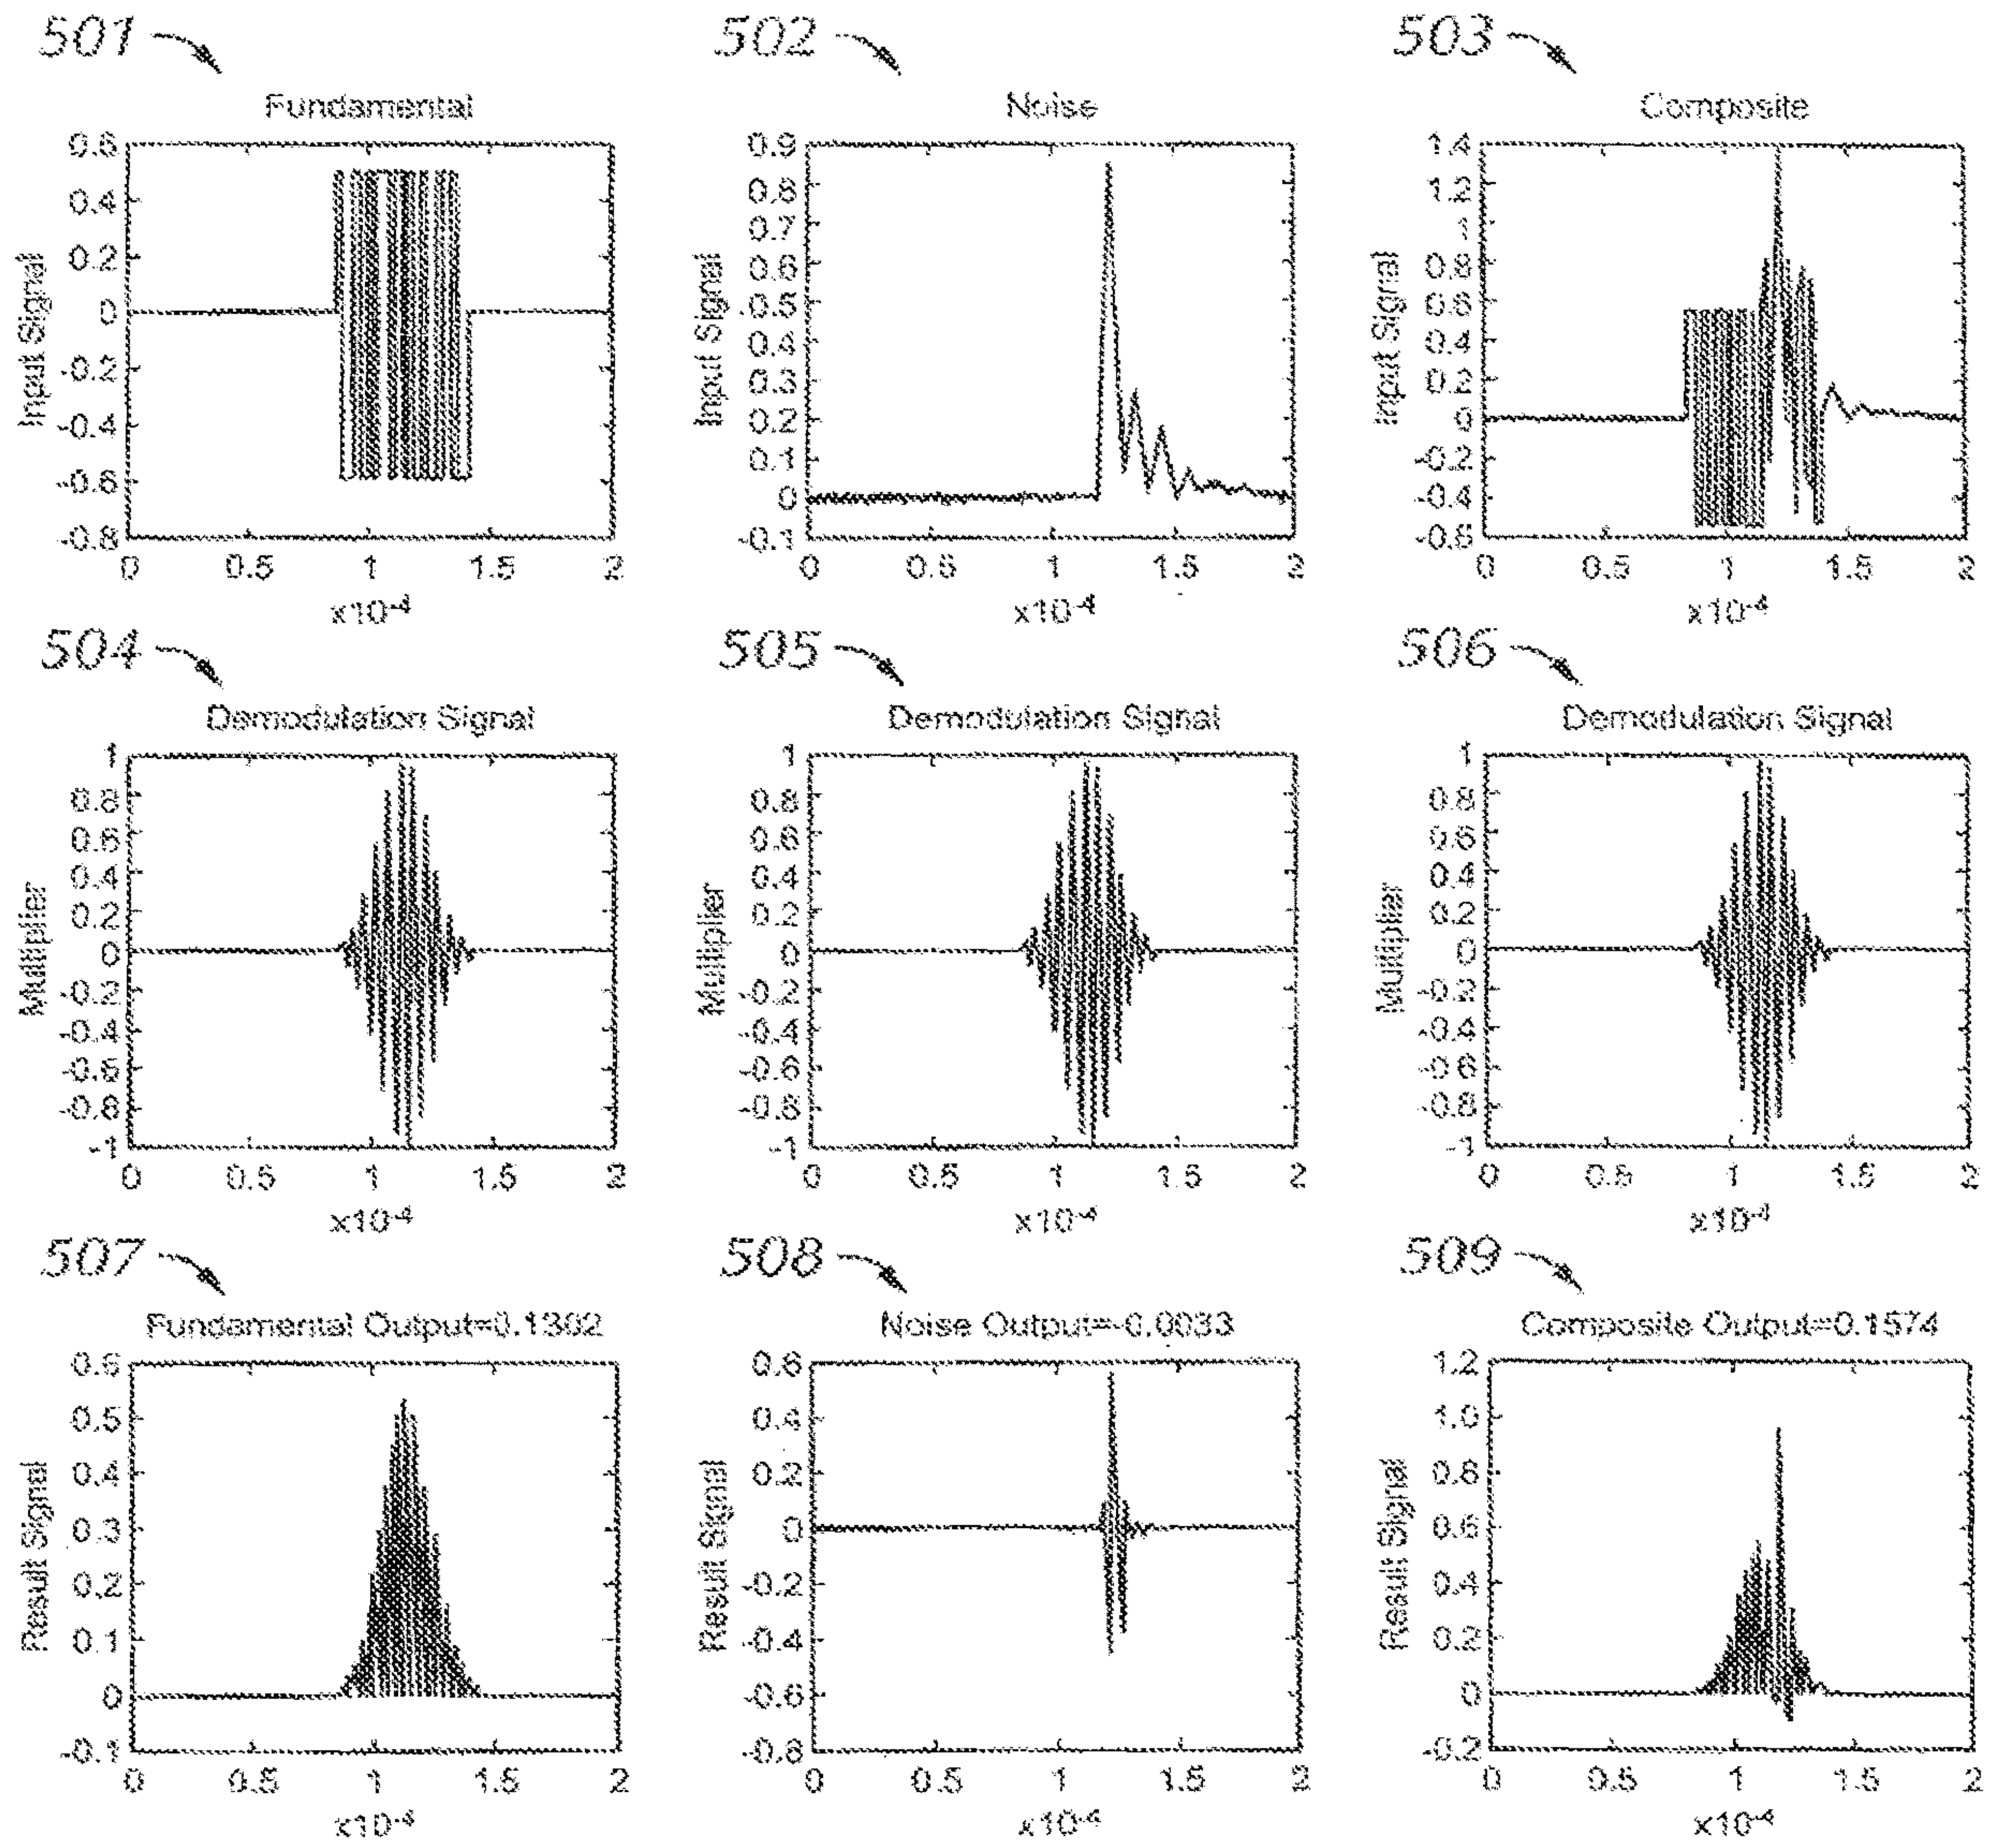 501
Fundamental
Input Signal
0.6
0.4
0.2
0
-0.2
-0.4
-0.6
-0.8
0 0.5 1 1.5 2
x10-4
502
Noise
Input Signal
0.9
0.8
0.7
0.6
0.5
0.4
0.3
0.2
0.1
0
-0.1
0 0.5 1 1.5 2
x10-4
503
Composite
Input Signal
1.4
1.2
1
0.8
0.6
0.4
0.2
0
-0.2
-0.4
-0.6
0 0.5 1 1.5 2
x10-4
504
Demodulation Signal
Multiplier
1
0.8
0.6
0.4
0.2
0
-0.2
-0.4
-0.6
-0.8
-1
0 0.5 1 1.5 2
x10-4
505
Demodulation Signal
Multiplier
1
0.8
0.6
0.4
0.2
0
-0.2
-0.4
-0.6
-0.8
-1
0 0.5 1 1.5 2
x10-4
506
Demodulation Signal
Multiplier
1
0.8
0.6
0.4
0.2
0
-0.2
-0.4
-0.6
-0.8
-1
0 0.5 1 1.5 2
x10-4
507
Fundamental Output=0.1302
Result Signal
0.6
0.5
0.4
0.3
0.2
0.1
0
-0.1
0 0.5 1 1.5 2
x10-4
508
Noise Output=-0.0033
Result Signal
0.6
0.4
0.2
0
-0.2
-0.4
-0.6
-0.8
0 0.5 1 1.5 2
x10-4
509
Composite Output=0.1574
Result Signal
1.2
1.0
0.8
0.6
0.4
0.2
0
-0.2
0 0.5 1 1.5 2
x10-4